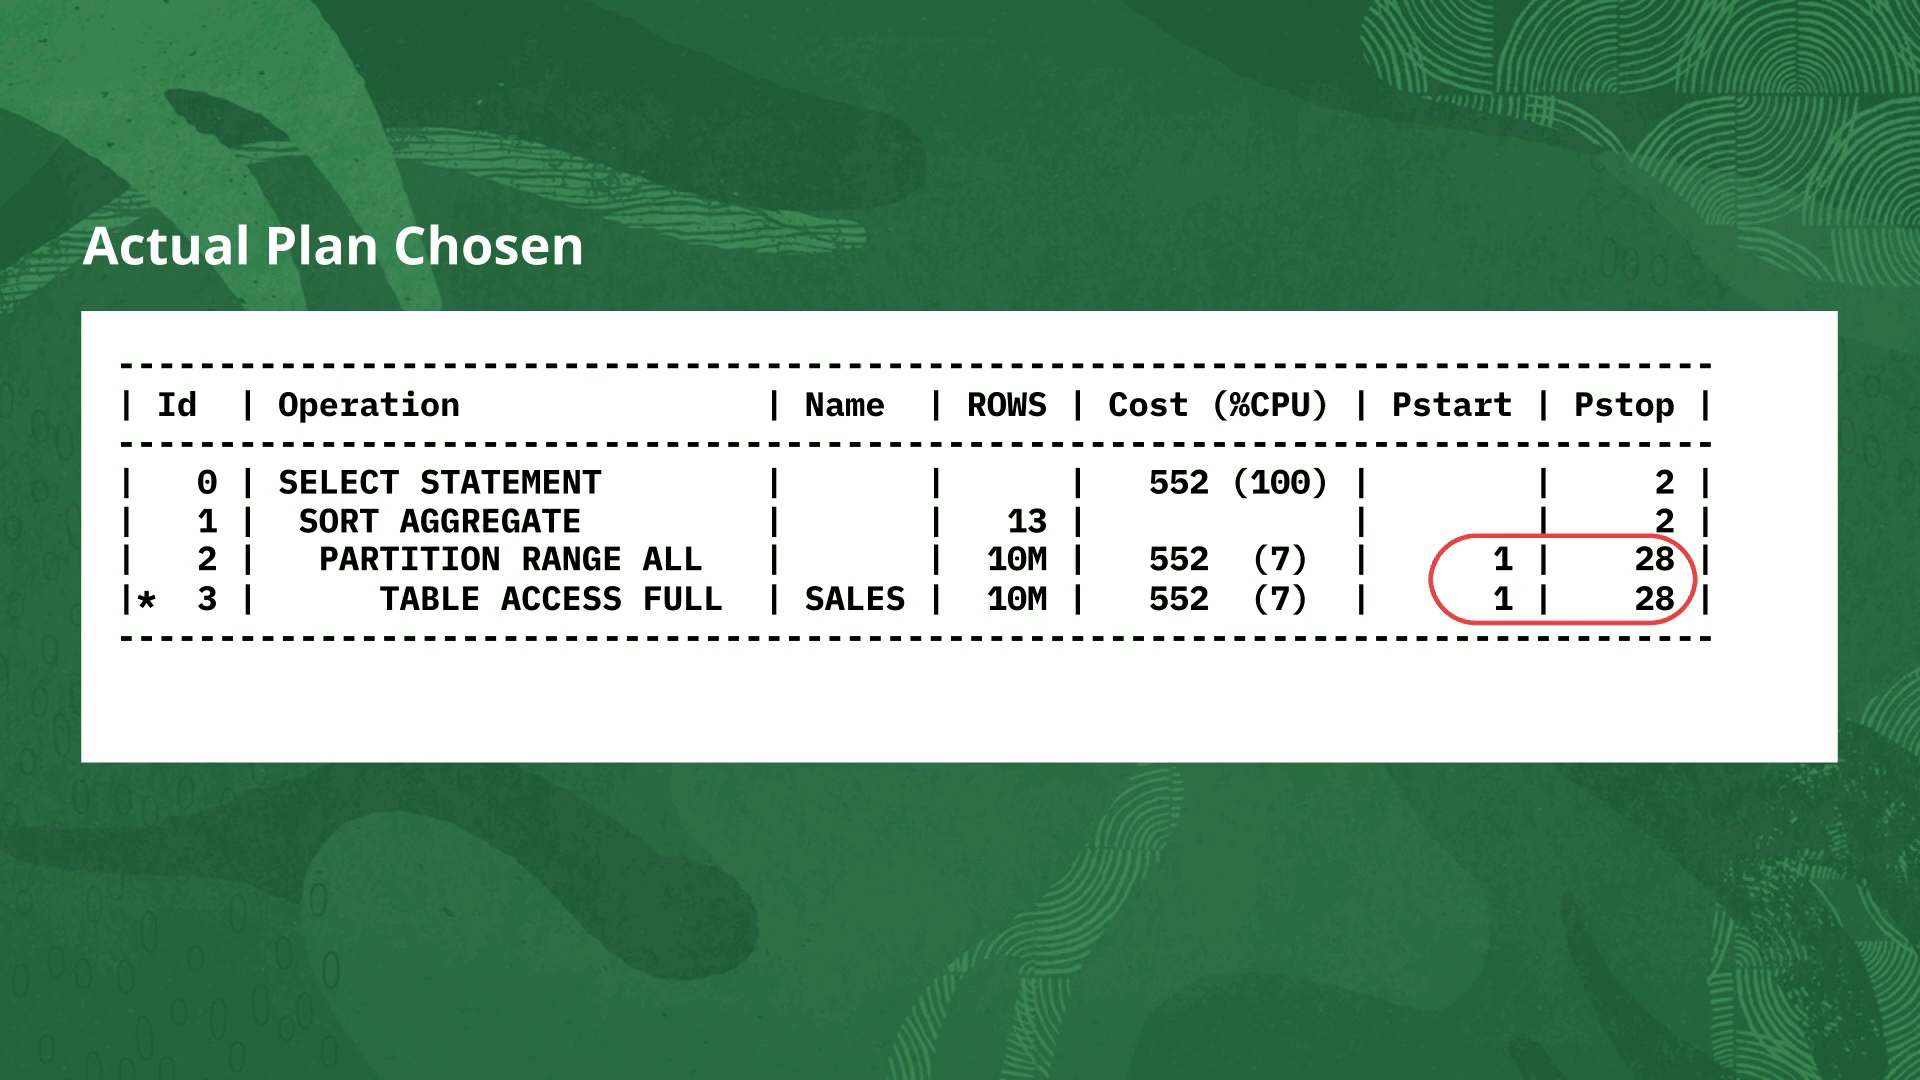 Actual Plan Chosen
-------------------------------------------------------------------------------
| Id  | Operation               | Name  | ROWS | Cost (%CPU) | Pstart | Pstop |
-------------------------------------------------------------------------------
|   0 | SELECT STATEMENT        |       |      |   552 (100) |        |     2 |
|   1 |  SORT AGGREGATE         |       |   13 |             |        |     2 |
|   2 |   PARTITION RANGE ALL   |       |  10M |   552  (7)  |      1 |    28 |
|*  3 |      TABLE ACCESS FULL  | SALES |  10M |   552  (7)  |      1 |    28 |
-------------------------------------------------------------------------------